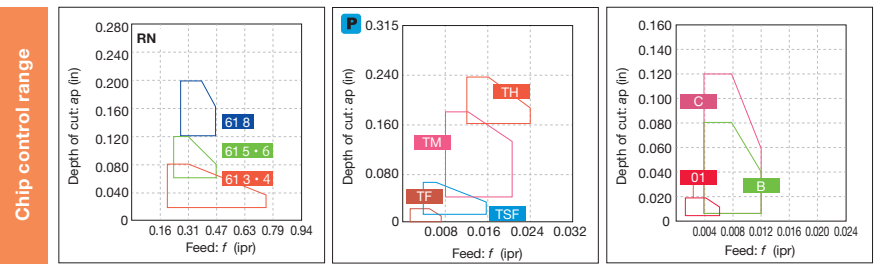 Chip control range
RN
Depth of cut: ap (in)
0.280
0.240
0.200
0.160
0.120
0.080
0.040
0
61 8
61 5 • 6
61 3 • 4
0.16 0.31 0.47 0.63 0.79 0.94
Feed: f (ipr)
P
Depth of cut: ap (in)
0.315
0.240
0.160
0.080
0
TH
TM
TF
TSF
0.008 0.016 0.024 0.032
Feed: f (ipr)
Depth of cut: ap (in)
0.160
0.140
0.120
0.100
0.080
0.060
0.040
0.020
0
C
01
B
0.004 0.008 0.012 0.016 0.020 0.024
Feed: f (ipr)